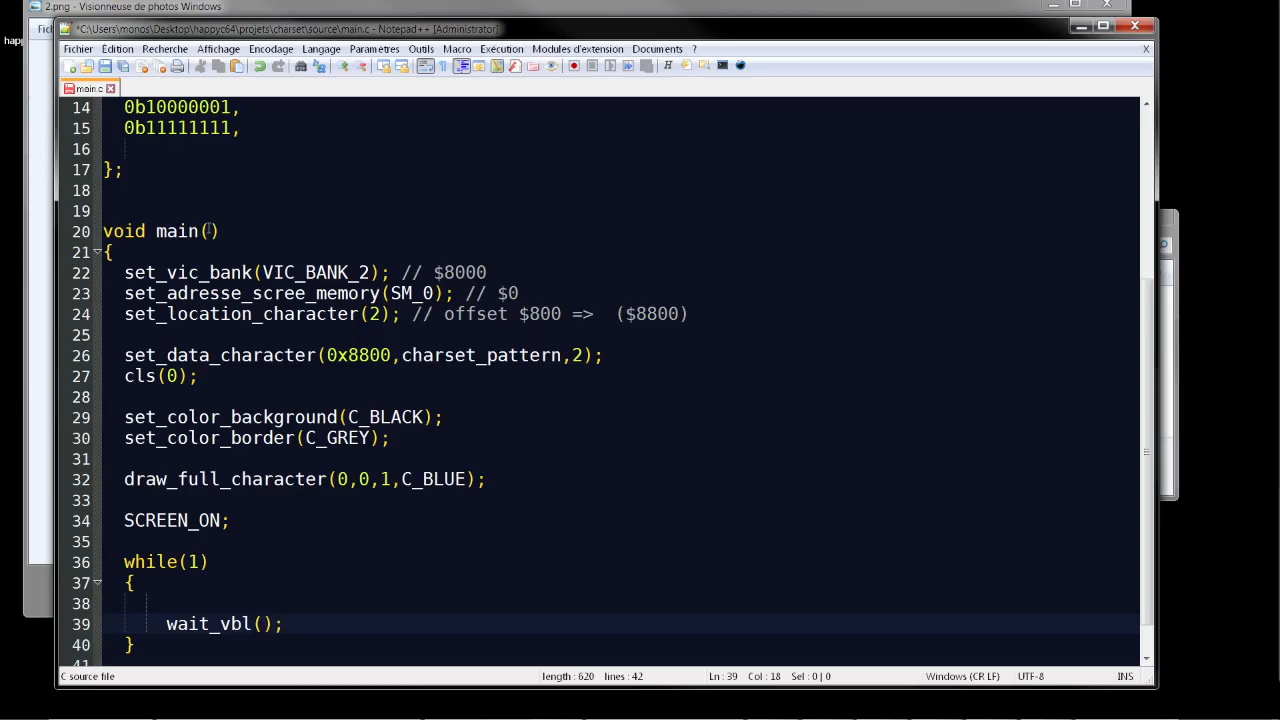 2.png - Visionneuse de photos Windows
Fich
happ
*C:\Users\monos\Desktop\happyc64\projets\charset\source\main.c - Notepad++ [Administrator]
Fichier Édition Recherche Affichage Encodage Langage Paramètres Outils Macro Exécution Modules d'extension Documents ? X
main.c
14 0b10000001,
15 0b11111111,
16
17 };
18
19
20 void main()
21 {
22 set_vic_bank(VIC_BANK_2); // $8000
23 set_adresse_scree_memory(SM_0); // $0
24 set_location_character(2); // offset $800 => ($8800)
25
26 set_data_character(0x8800,charset_pattern,2);
27 cls(0);
28
29 set_color_background(C_BLACK);
30 set_color_border(C_GREY);
31
32 draw_full_character(0,0,1,C_BLUE);
33
34 SCREEN_ON;
35
36 while(1)
37 {
38
39 wait_vbl();
40 }
41
C source file length : 620 lines : 42 Ln : 39 Col : 18 Sel : 0 | 0 Windows (CR LF) UTF-8 INS